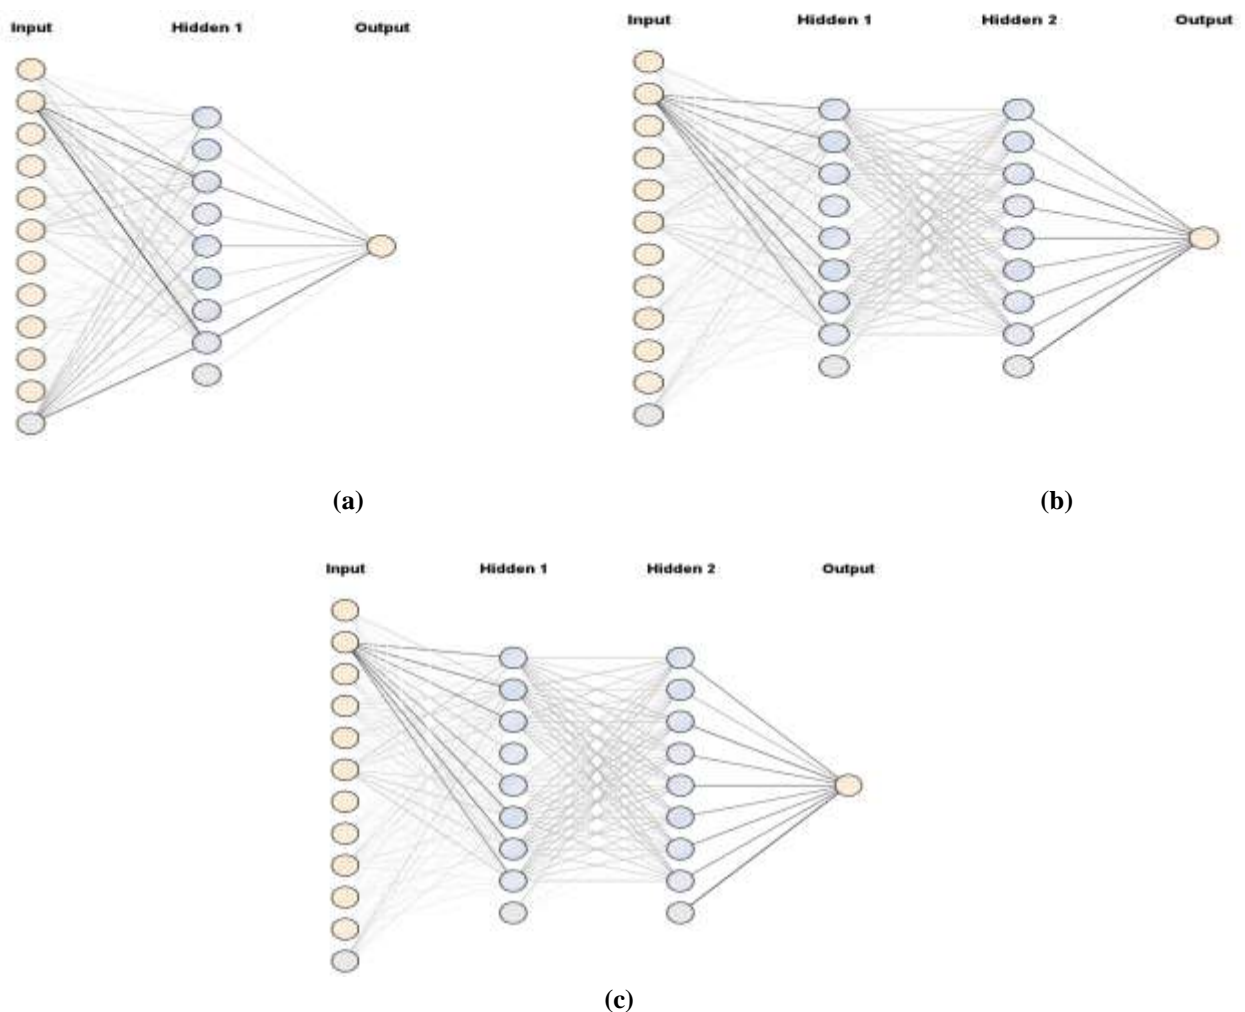 Input Hidden 1 Output
Input Hidden 1 Hidden 2 Output
(a)
(b)
Input Hidden 1 Hidden 2 Output
(c)